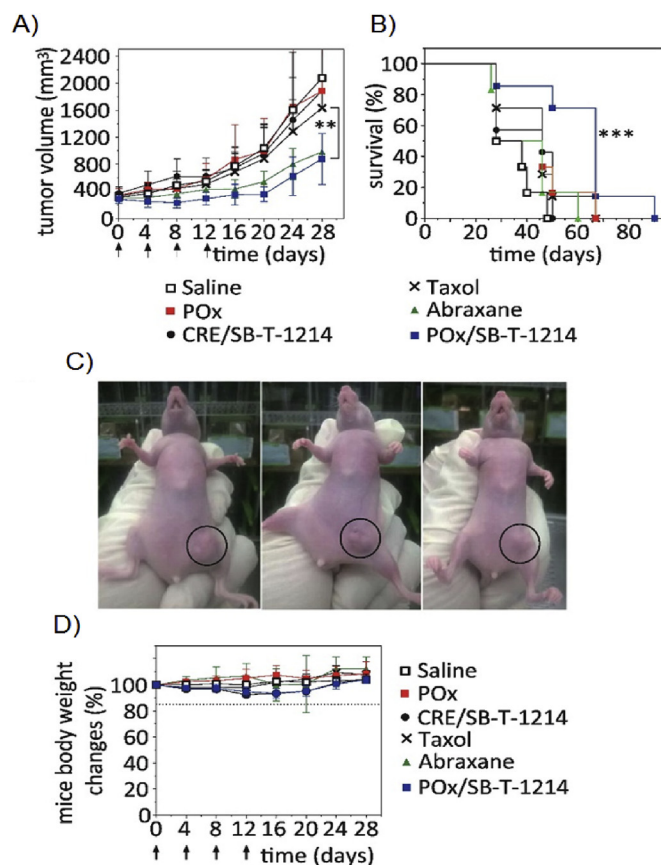 A)
tumor volume (mm³)
2400
2000
1600
1200
800
400
0 4 8 12 16 20 24 28
time (days)
**
B)
survival (%)
100
80
60
40
20
0
0 20 40 60 80
time (days)
***
Saline
POx
CRE/SB-T-1214
Taxol
Abraxane
POx/SB-T-1214
C)
D)
mice body weight
changes (%)
100
80
60
40
20
0
0 4 8 12 16 20 24 28
time (days)
Saline
POx
CRE/SB-T-1214
Taxol
Abraxane
POx/SB-T-1214